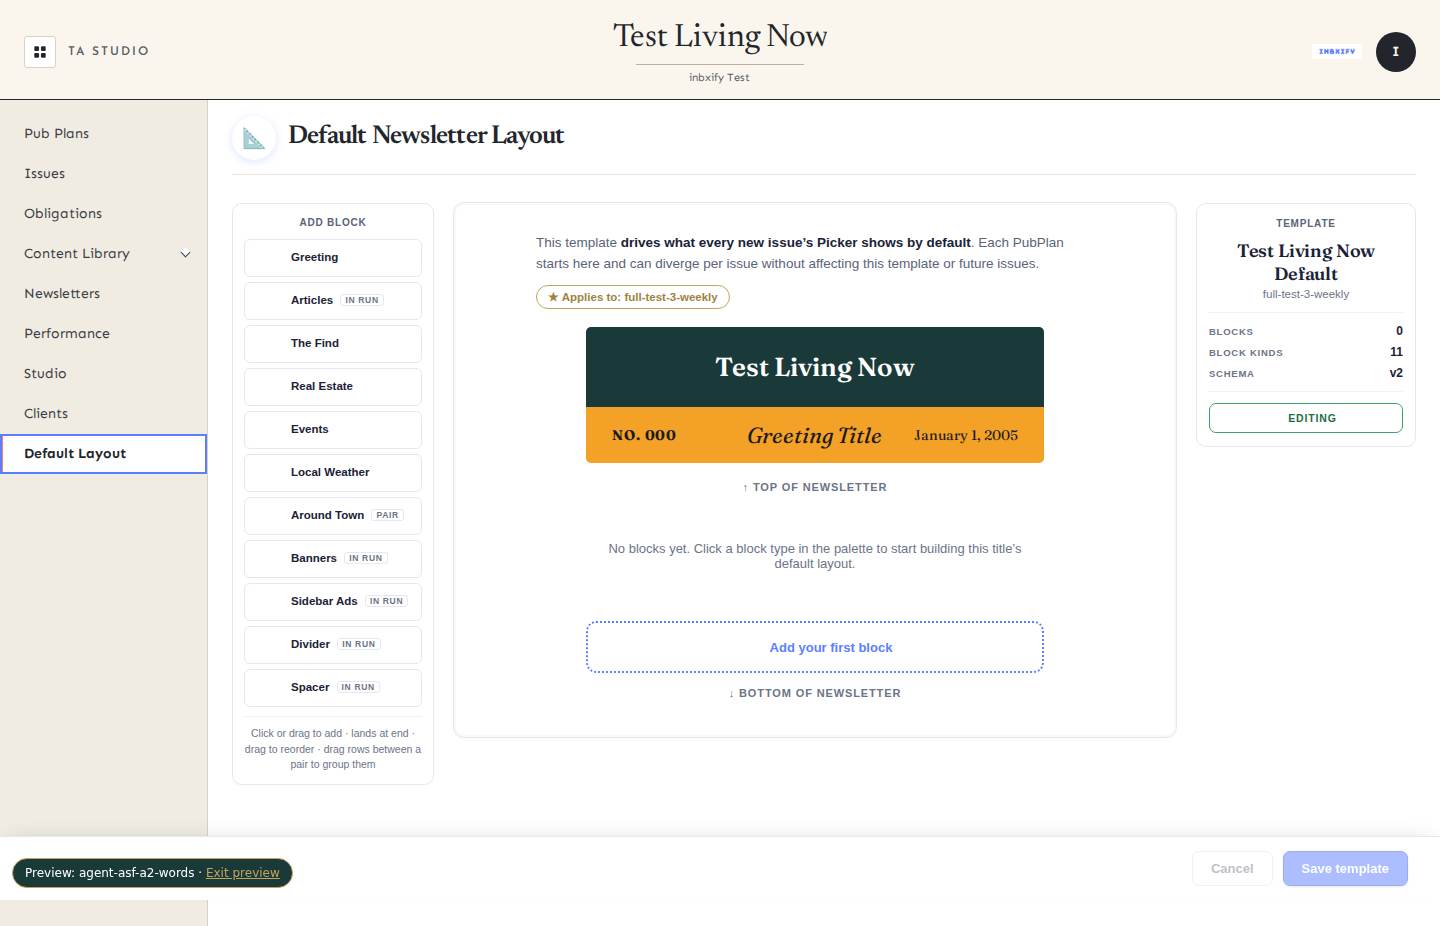 TA STUDIO
Test Living Now
inbxify Test
INBXIFY
I
Pub Plans
Issues
Obligations
Content Library
Newsletters
Performance
Studio
Clients
Default Layout
Default Newsletter Layout
ADD BLOCK
Greeting
Articles IN RUN
The Find
Real Estate
Events
Local Weather
Around Town PAIR
Banners IN RUN
Sidebar Ads IN RUN
Divider IN RUN
Spacer IN RUN
Click or drag to add · lands at end ·
drag to reorder · drag rows between a
pair to group them
This template drives what every new issue’s Picker shows by default. Each PubPlan
starts here and can diverge per issue without affecting this template or future issues.
★ Applies to: full-test-3-weekly
Test Living Now
NO. 000 Greeting Title January 1, 2005
↑ TOP OF NEWSLETTER
No blocks yet. Click a block type in the palette to start building this title’s
default layout.
Add your first block
↓ BOTTOM OF NEWSLETTER
TEMPLATE
Test Living Now
Default
full-test-3-weekly
BLOCKS 0
BLOCK KINDS 11
SCHEMA v2
EDITING
Preview: agent-asf-a2-words · Exit preview
Cancel
Save template